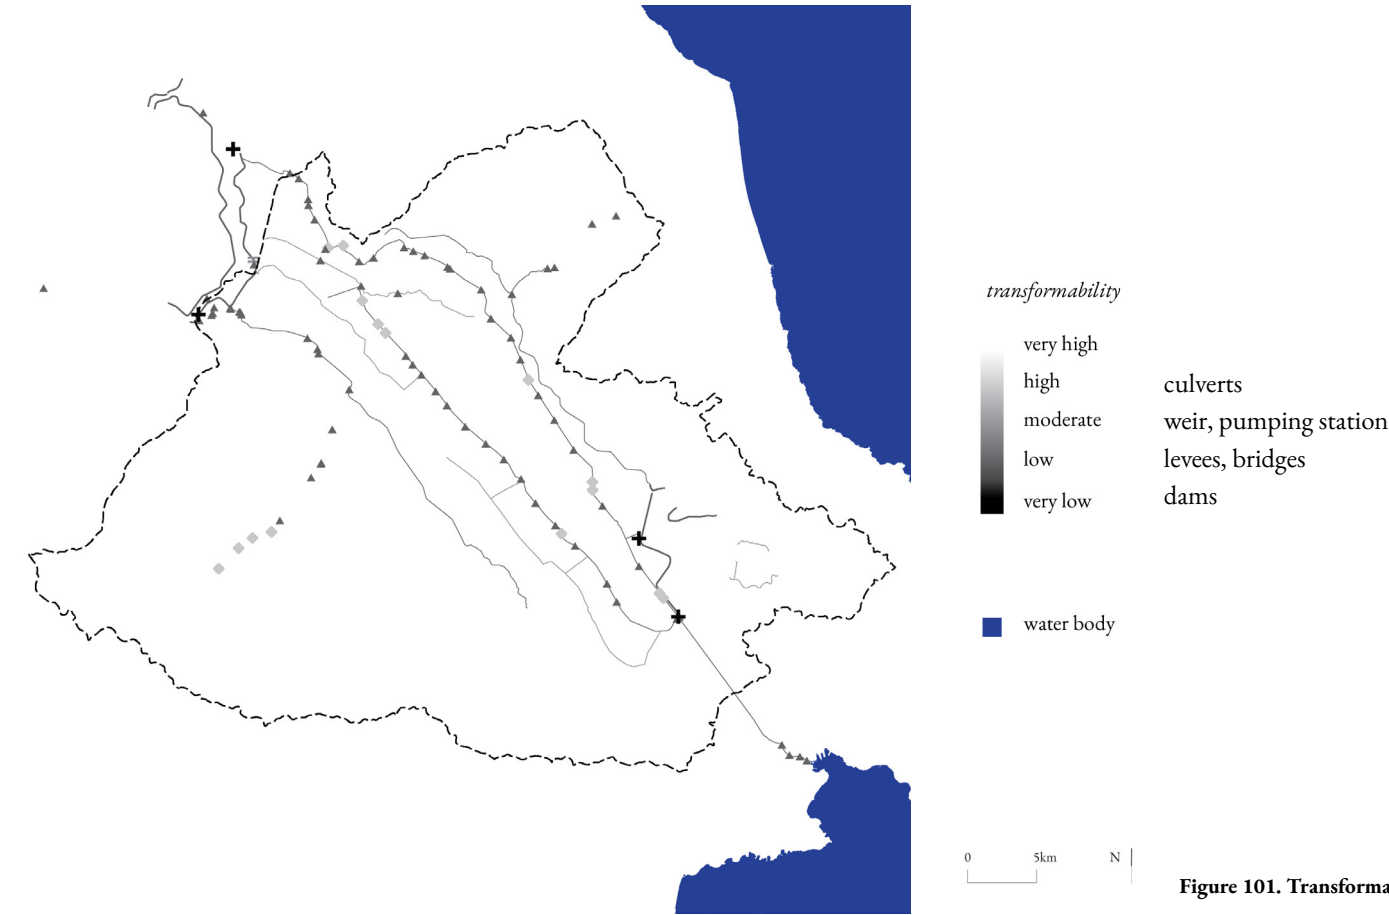 transformability
very high
high culverts
moderate weir, pumping station
low levees, bridges
very low dams
water body
0 5km N
Figure 101. Transforma